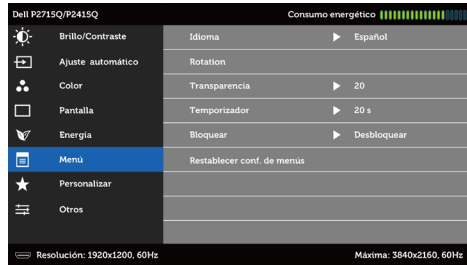 Dell P2715Q/P2415Q Consumo energético
Brillo/Contraste Idioma Español
Ajuste automático Rotation
Color Transparencia 20
Pantalla Temporizador 20 s
Energía Bloquear Desbloquear
Menú Restablecer conf. de menús
Personalizar
Otros
Resolución: 1920x1200, 60Hz Máxima: 3840x2160, 60Hz